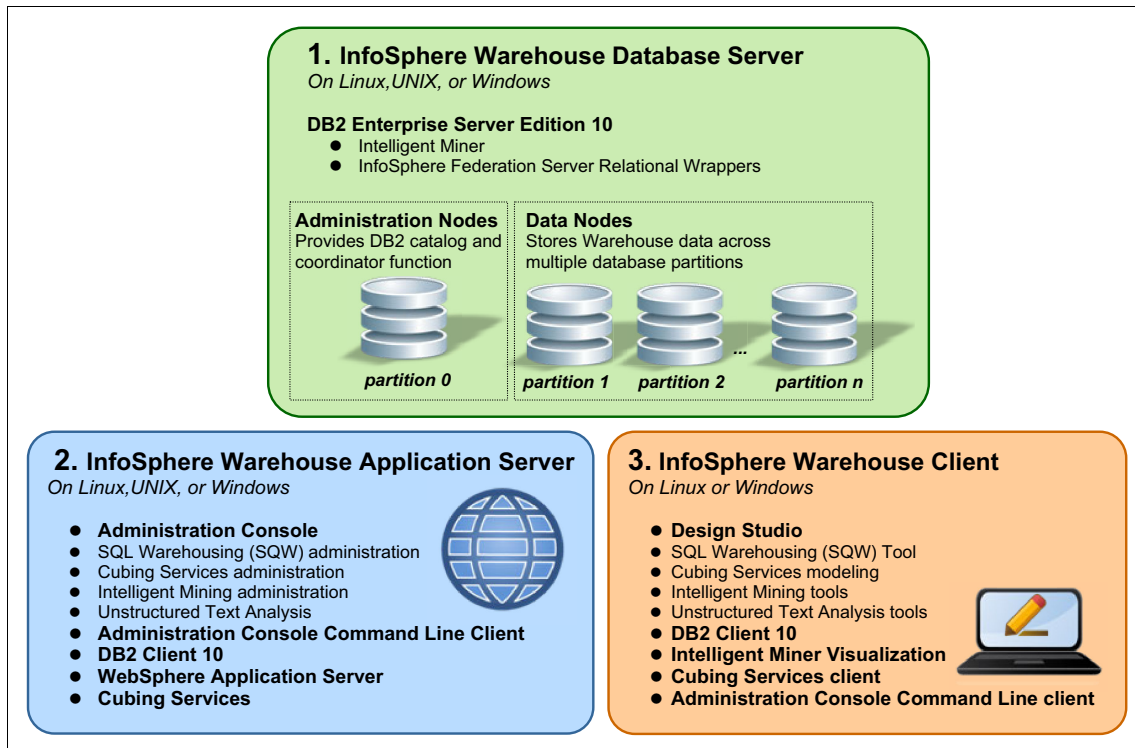 1. InfoSphere Warehouse Database Server
On Linux,UNIX, or Windows
DB2 Enterprise Server Edition 10
● Intelligent Miner
● InfoSphere Federation Server Relational Wrappers
Administration Nodes
Provides DB2 catalog and
coordinator function
partition 0
Data Nodes
Stores Warehouse data across
multiple database partitions
...
partition 1 partition 2 partition n
2. InfoSphere Warehouse Application Server
On Linux,UNIX, or Windows
● Administration Console
● SQL Warehousing (SQW) administration
● Cubing Services administration
● Intelligent Mining administration
● Unstructured Text Analysis
● Administration Console Command Line Client
● DB2 Client 10
● WebSphere Application Server
● Cubing Services
3. InfoSphere Warehouse Client
On Linux or Windows
● Design Studio
● SQL Warehousing (SQW) Tool
● Cubing Services modeling
● Intelligent Mining tools
● Unstructured Text Analysis tools
● DB2 Client 10
● Intelligent Miner Visualization
● Cubing Services client
● Administration Console Command Line client